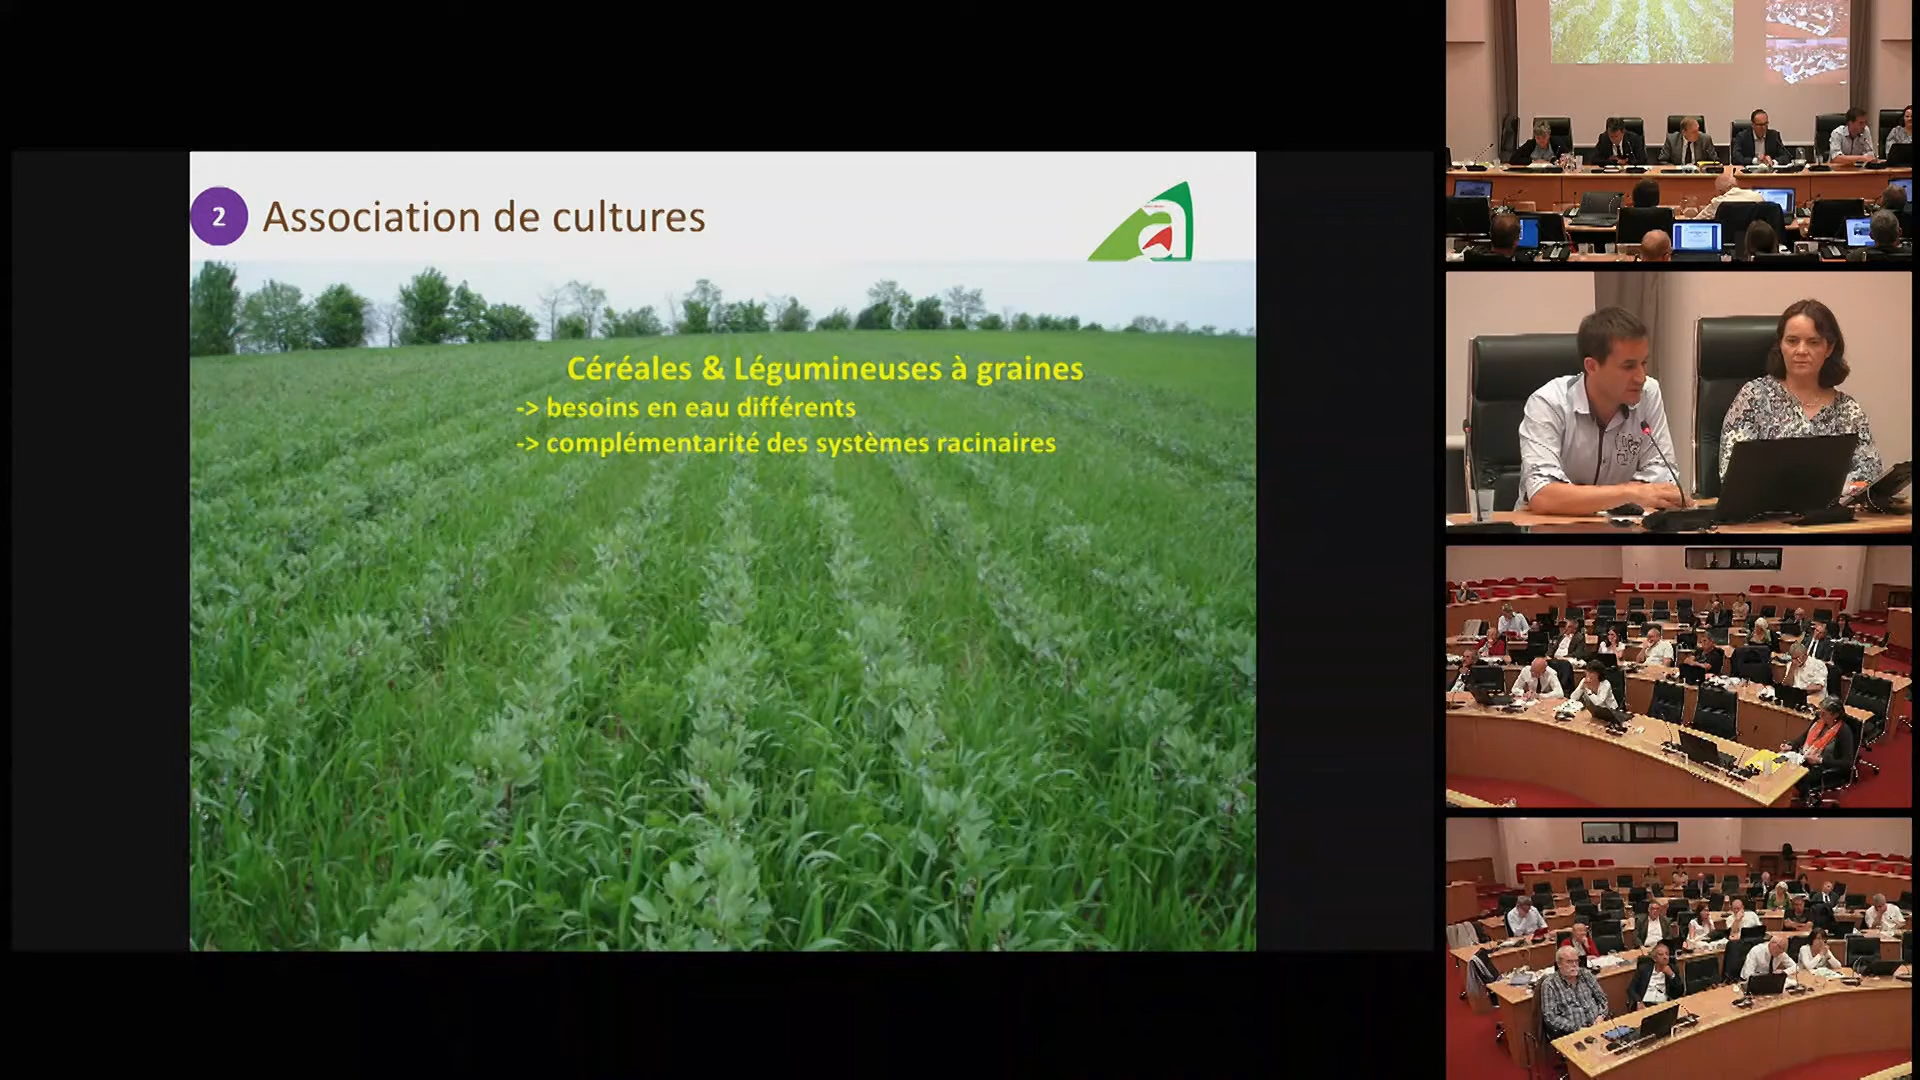 2 Association de cultures
a
Céréales & Légumineuses à graines
-> besoins en eau différents
-> complémentarité des systèmes racinaires